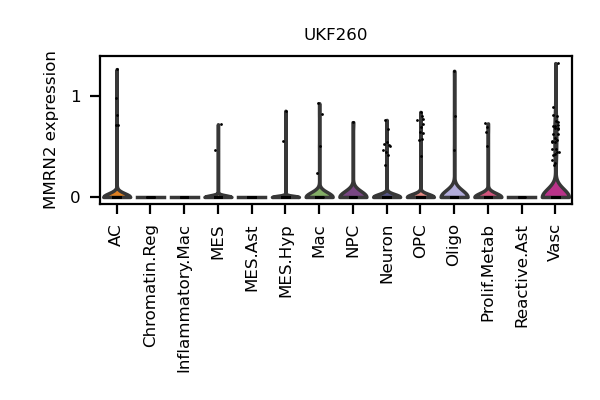 UKF260
MMRN2 expression
1
0
AC
Chromatin.Reg
Inflammatory.Mac
MES
MES.Ast
MES.Hyp
Mac
NPC
Neuron
OPC
Oligo
Prolif.Metab
Reactive.Ast
Vasc